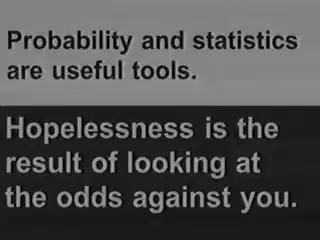 Probability and statistics
are useful tools.
Hopelessness is the
result of looking at
the odds against you.